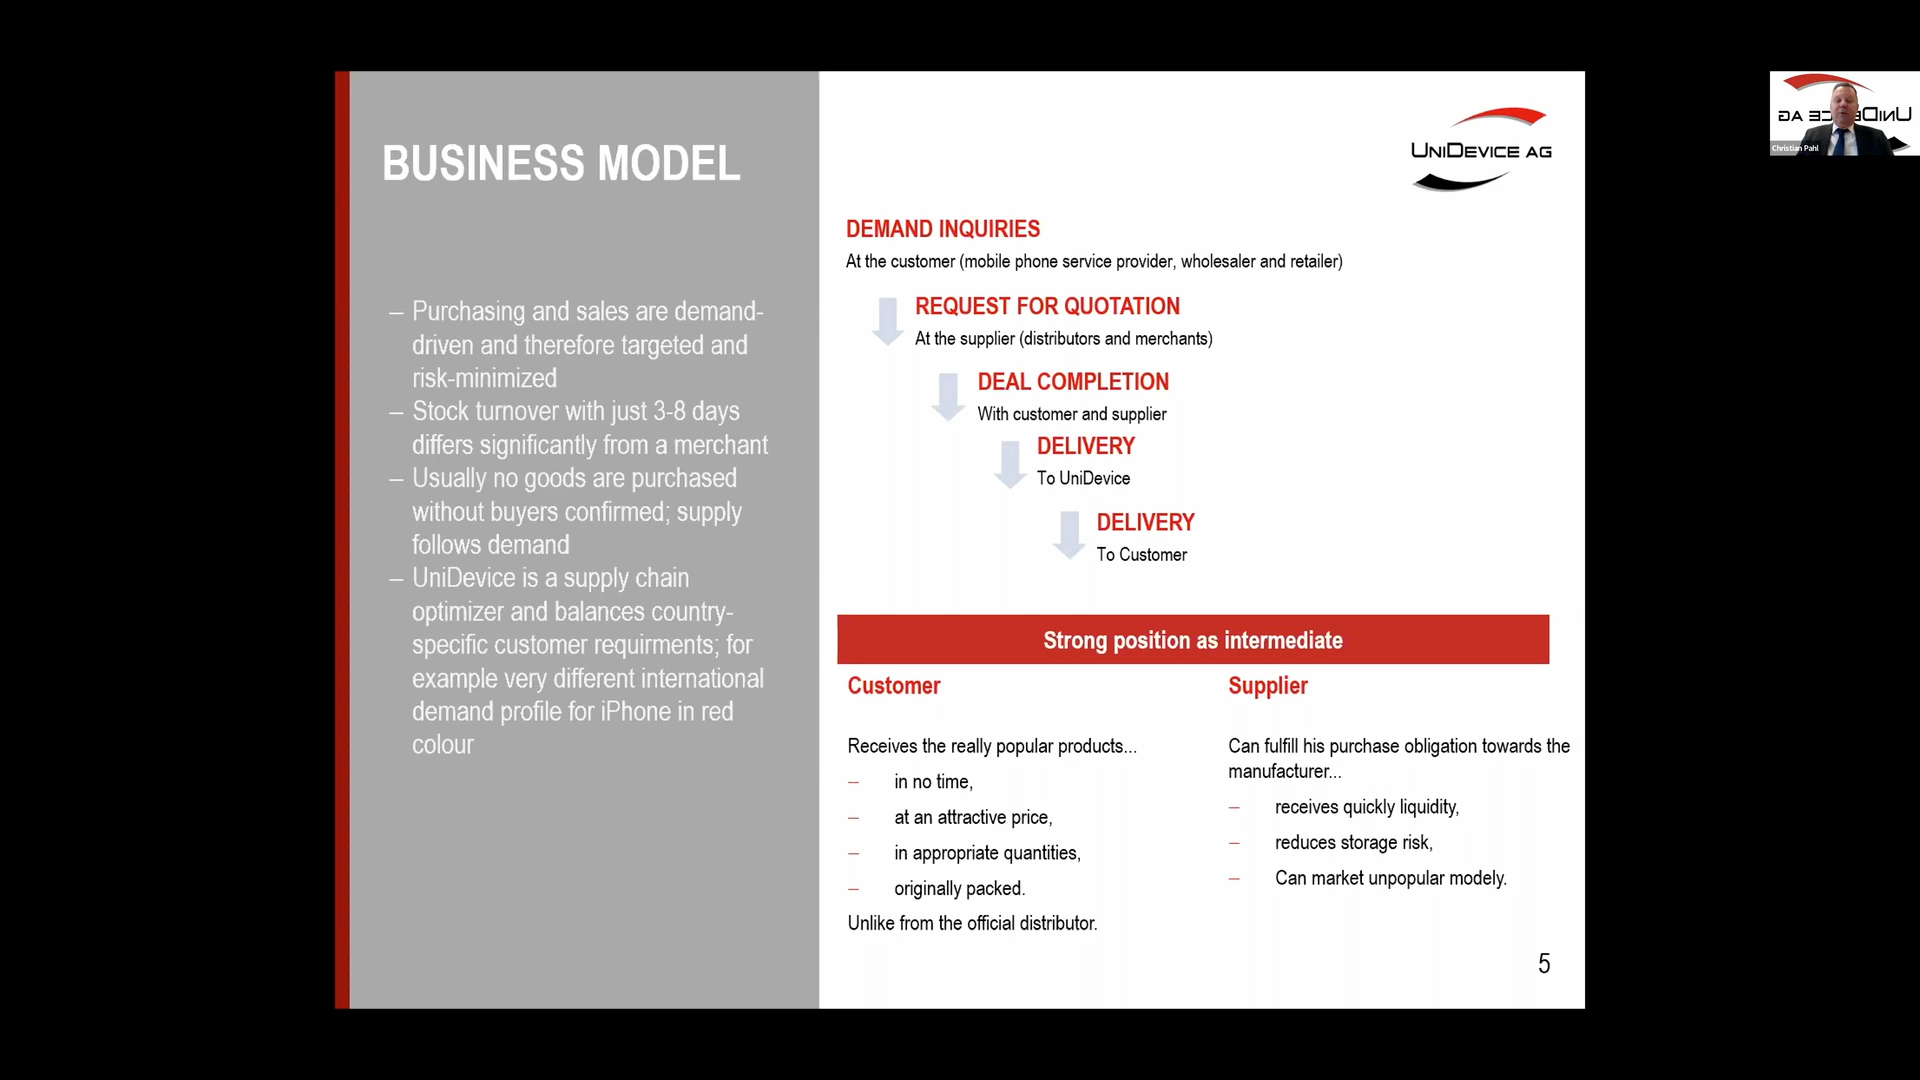 BUSINESS MODEL
– Purchasing and sales are demand-
driven and therefore targeted and
risk-minimized
– Stock turnover with just 3-8 days
differs significantly from a merchant
– Usually no goods are purchased
without buyers confirmed; supply
follows demand
– UniDevice is a supply chain
optimizer and balances country-
specific customer requirments; for
example very different international
demand profile for iPhone in red
colour
UNIDEVICE AG
DEMAND INQUIRIES
At the customer (mobile phone service provider, wholesaler and retailer)
REQUEST FOR QUOTATION
At the supplier (distributors and merchants)
DEAL COMPLETION
With customer and supplier
DELIVERY
To UniDevice
DELIVERY
To Customer
Strong position as intermediate
Customer
Receives the really popular products...
– in no time,
– at an attractive price,
– in appropriate quantities,
– originally packed.
Unlike from the official distributor.
Supplier
Can fulfill his purchase obligation towards the
manufacturer...
– receives quickly liquidity,
– reduces storage risk,
– Can market unpopular modely.
5
UNIDEVICE AG
Christian Pahl